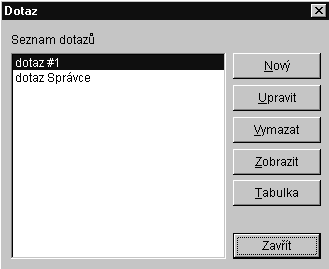 Dotaz
Seznam dotazů
dotaz #1
dotaz Správce
Nový
Upravit
Vymazat
Zobrazit
Tabulka
Zavřít